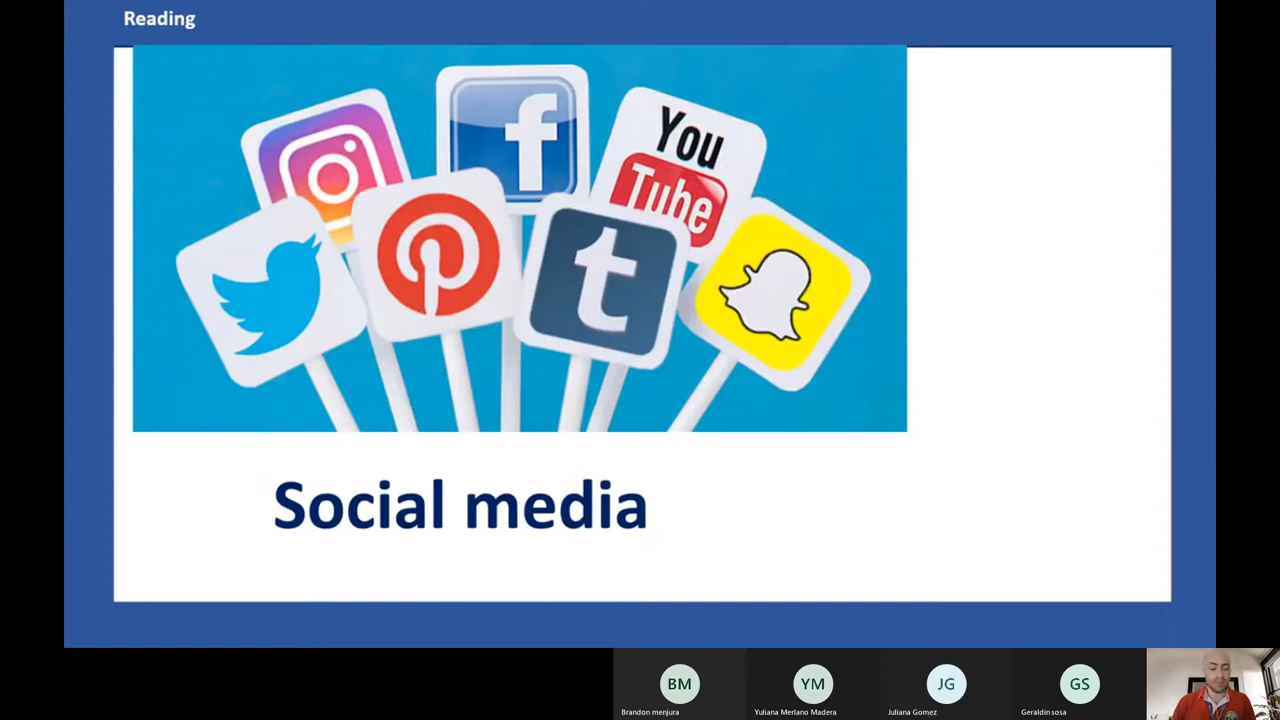 Reading
f
You
Tube
t
Social media
BM
YM
JG
GS
Brandon menjura
Yuliana Merlano Madera
Juliana Gomez
Geraldin sosa